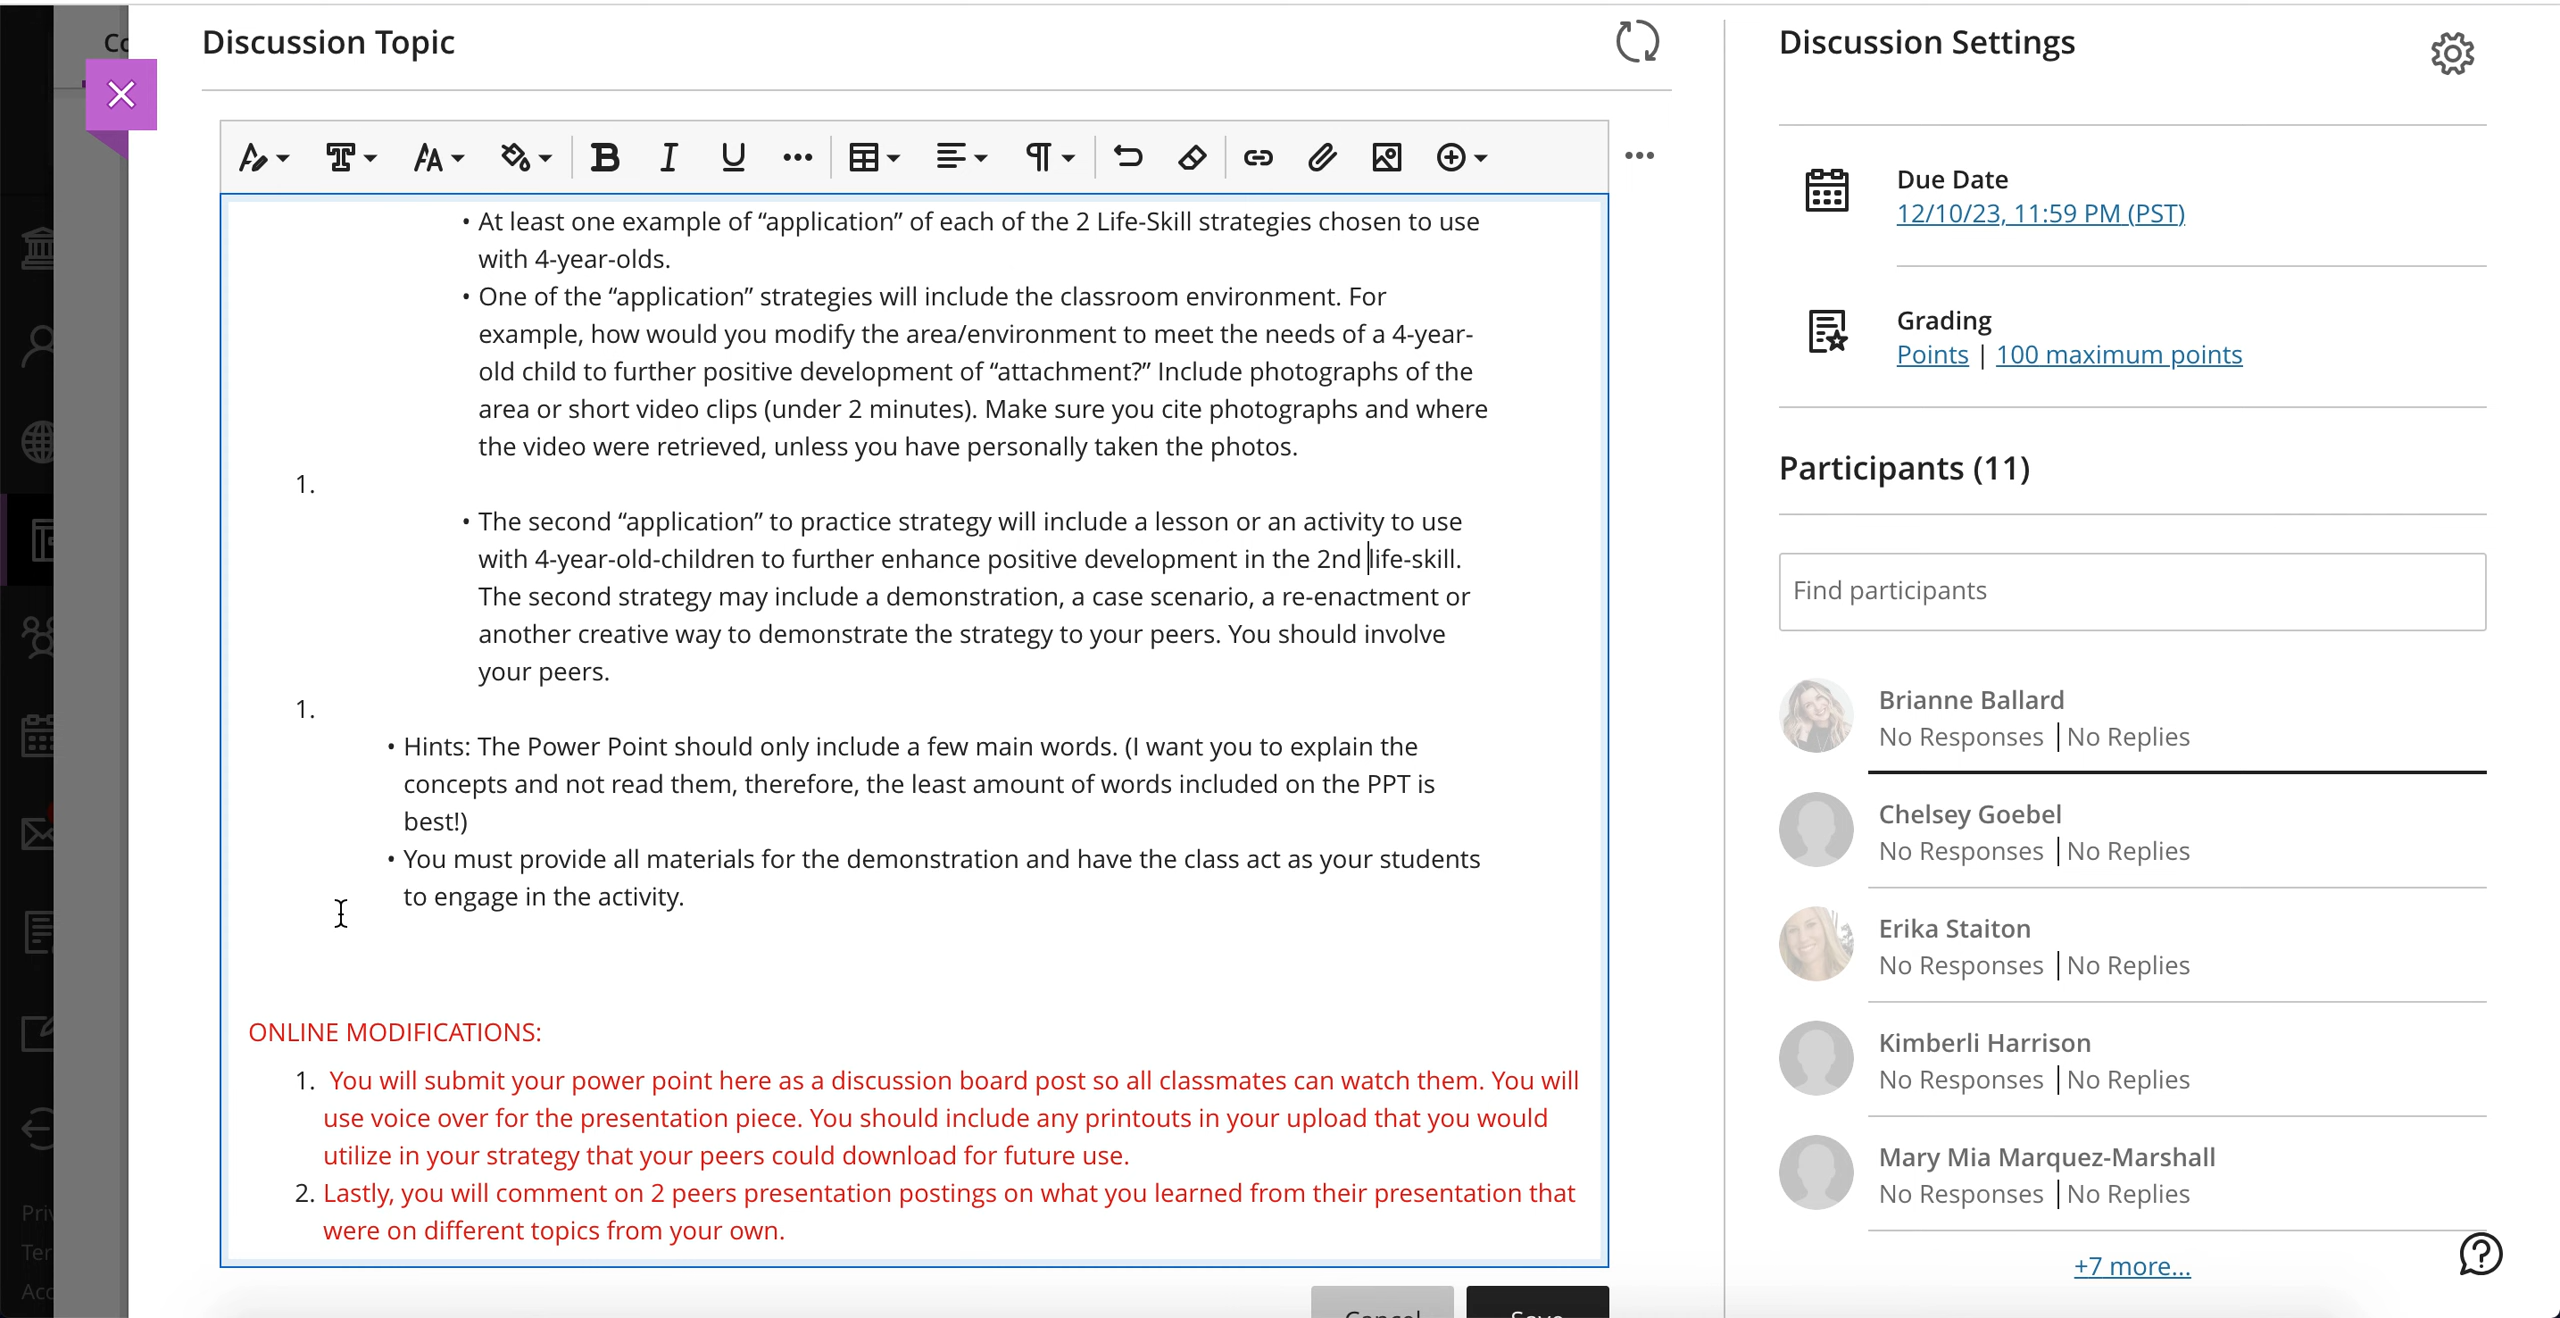 Co
Discussion Topic
At least one example of “application” of each of the 2 Life-Skill strategies chosen to use
with 4-year-olds.
One of the “application” strategies will include the classroom environment. For
example, how would you modify the area/environment to meet the needs of a 4-year-
old child to further positive development of “attachment?” Include photographs of the
area or short video clips (under 2 minutes). Make sure you cite photographs and where
the video were retrieved, unless you have personally taken the photos.
1.
The second “application” to practice strategy will include a lesson or an activity to use
with 4-year-old-children to further enhance positive development in the 2nd life-skill.
The second strategy may include a demonstration, a case scenario, a re-enactment or
another creative way to demonstrate the strategy to your peers. You should involve
your peers.
1.
Hints: The Power Point should only include a few main words. (I want you to explain the
concepts and not read them, therefore, the least amount of words included on the PPT is
best!)
You must provide all materials for the demonstration and have the class act as your students
to engage in the activity.
ONLINE MODIFICATIONS:
1. You will submit your power point here as a discussion board post so all classmates can watch them. You will
use voice over for the presentation piece. You should include any printouts in your upload that you would
utilize in your strategy that your peers could download for future use.
2. Lastly, you will comment on 2 peers presentation postings on what you learned from their presentation that
were on different topics from your own.
Cancel
Save
Discussion Settings
Due Date
12/10/23, 11:59 PM (PST)
Grading
Points | 100 maximum points
Participants (11)
Find participants
Brianne Ballard
No Responses | No Replies
Chelsey Goebel
No Responses | No Replies
Erika Staiton
No Responses | No Replies
Kimberli Harrison
No Responses | No Replies
Mary Mia Marquez-Marshall
No Responses | No Replies
+7 more...
Priv
Ter
Acc